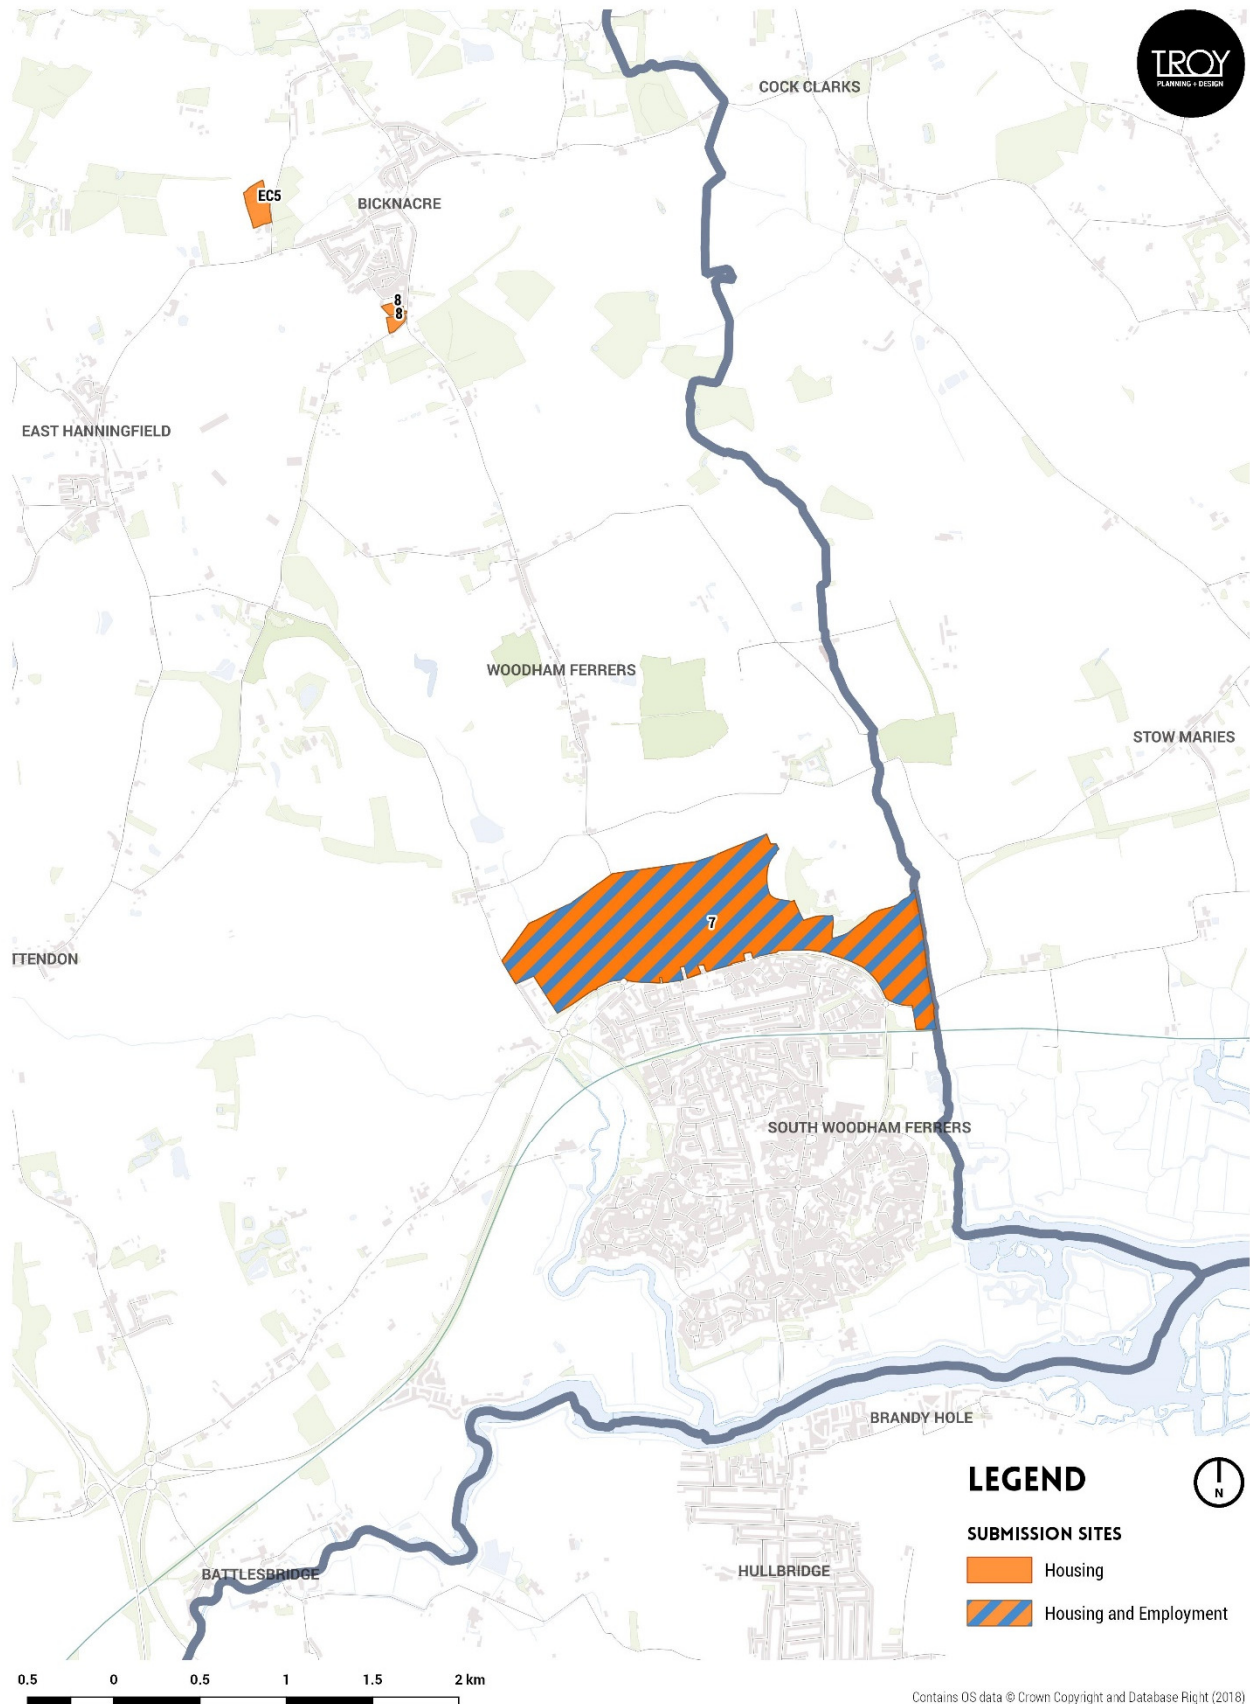 TROY
PLANNING + DESIGN
COCK CLARKS
EC5
BICKNACRE
8
8
EAST HANNINGFIELD
WOODHAM FERRERS
STOW MARIES
7
TTENDON
SOUTH WOODHAM FERRERS
BRANDY HOLE
LEGEND
N
SUBMISSION SITES
Housing
Housing and Employment
BATTLESBRIDGE
HULLBRIDGE
0.5 0 0.5 1 1.5 2 km
Contains OS data © Crown Copyright and Database Right (2018)